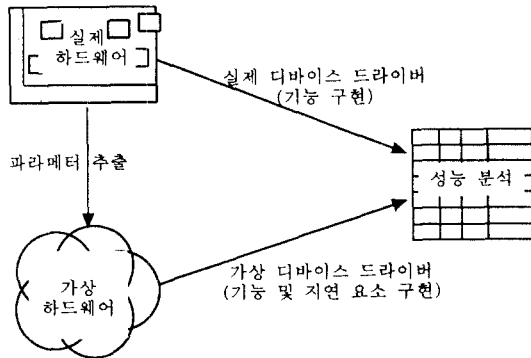 실제
하드웨어
실제 디바이스 드라이버
(기능 구현)
파라메터 추출
성능 분석
가상
하드웨어
가상 디바이스 드라이버
(기능 및 지연 요소 구현)